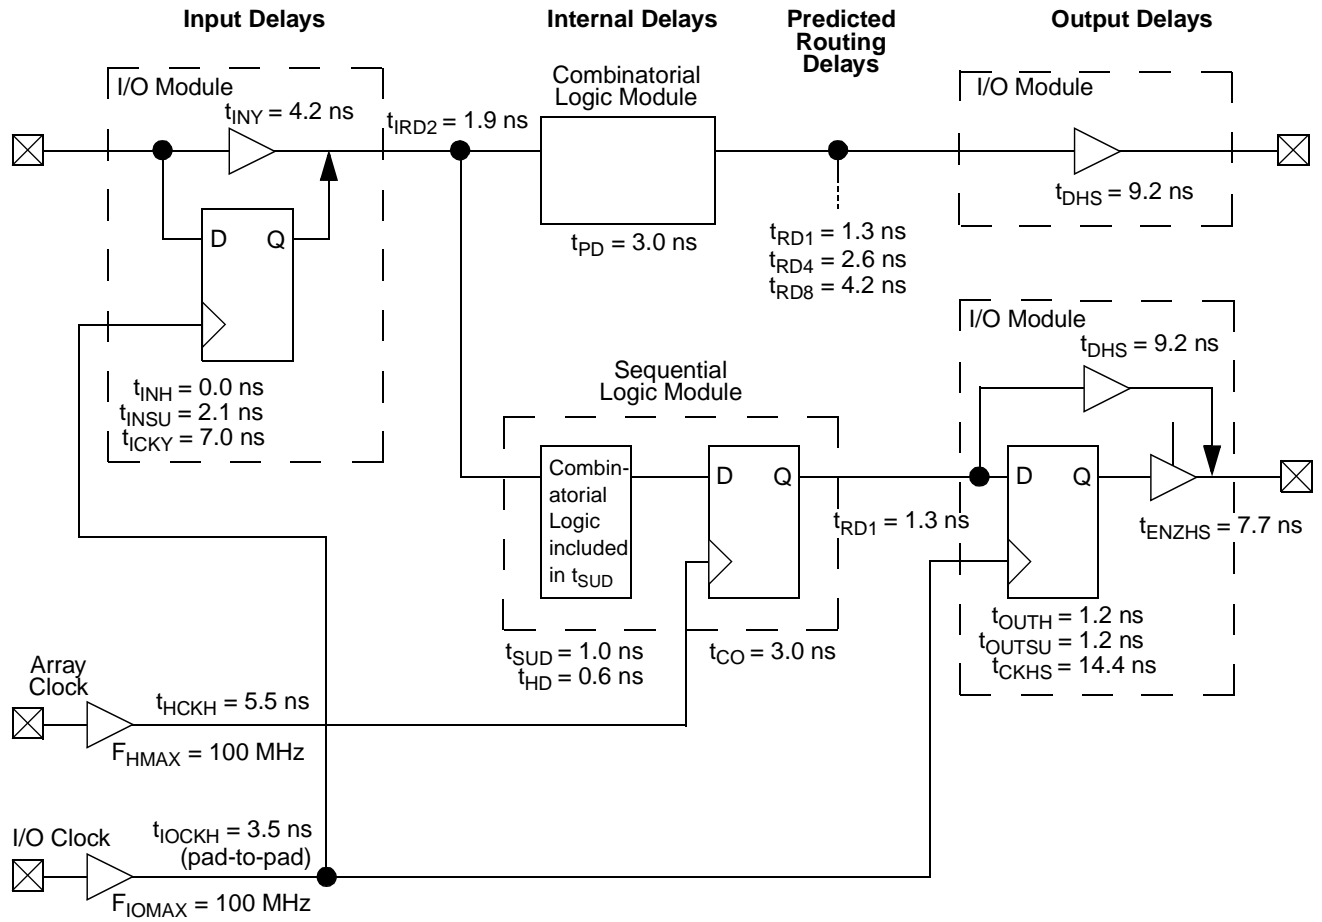 Input Delays
Internal Delays
Predicted
Routing
Delays
Output Delays
I/O Module
tINY = 4.2 ns
tIRD2 = 1.9 ns
Combinatorial
Logic Module
I/O Module
tDHS = 9.2 ns
D Q
tPD = 3.0 ns
tRD1 = 1.3 ns
tRD4 = 2.6 ns
tRD8 = 4.2 ns
tINH = 0.0 ns
tINSU = 2.1 ns
tICKY = 7.0 ns
Sequential
Logic Module
I/O Module
tDHS = 9.2 ns
Combin-
atorial
Logic
included
in tSUD
D Q
tRD1 = 1.3 ns
D Q
tENZHS = 7.7 ns
tSUD = 1.0 ns
tHD = 0.6 ns
tCO = 3.0 ns
tOUTH = 1.2 ns
tOUTSU = 1.2 ns
tCKHS = 14.4 ns
Array
Clock
tHCKH = 5.5 ns
FHMAX = 100 MHz
I/O Clock
tIOCKH = 3.5 ns
(pad-to-pad)
FIOMAX = 100 MHz